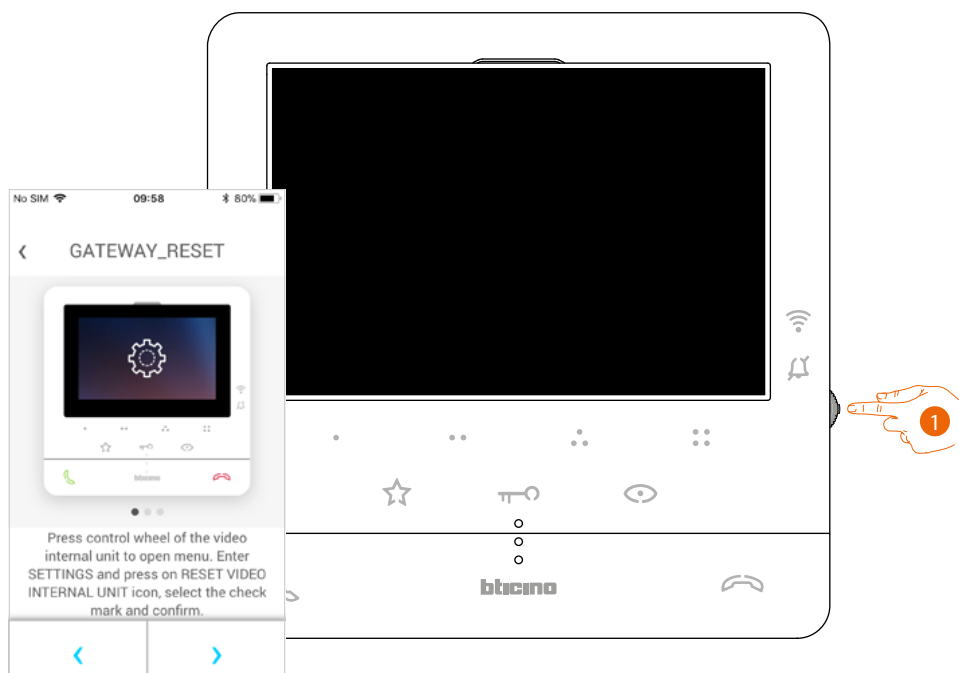 No SIM 09:58 80%
GATEWAY_RESET
bticino
Press control wheel of the video
internal unit to open menu. Enter
SETTINGS and press on RESET VIDEO
INTERNAL UNIT icon, select the check
mark and confirm.
bticino
1